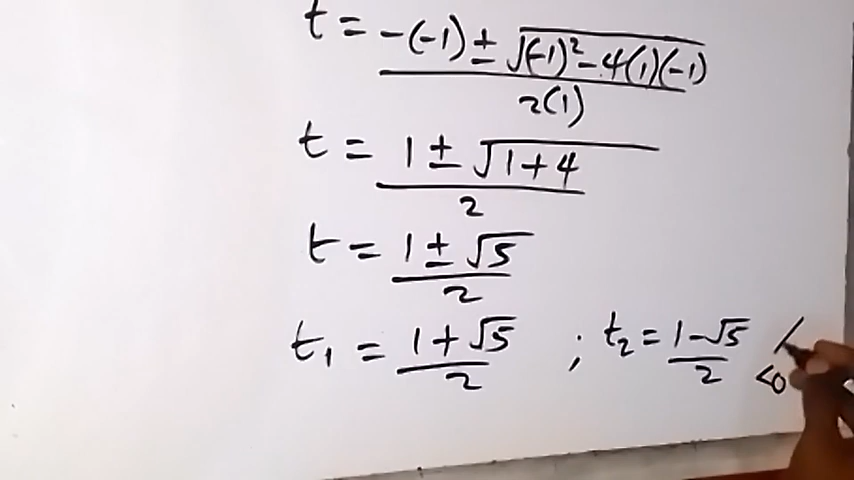 t = -(-1) ± √(-1)² - 4(1)(-1) / 2(1)
t = 1 ± √1+4 / 2
t = 1 ± √5 / 2
t₁ = 1+√5 / 2 ; t₂ = 1-√5 / 2 <0